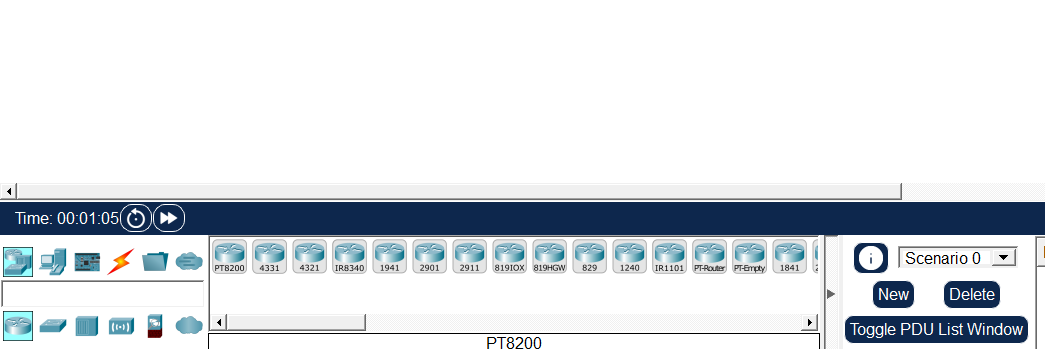 Time: 00:01:05
PT8200 4331 4321 IR8340 1941 2901 2911 819IOX 819HGW 829 1240 IR1101 PT-Router PT-Empty 1841
Scenario 0
New Delete
Toggle PDU List Window
PT8200